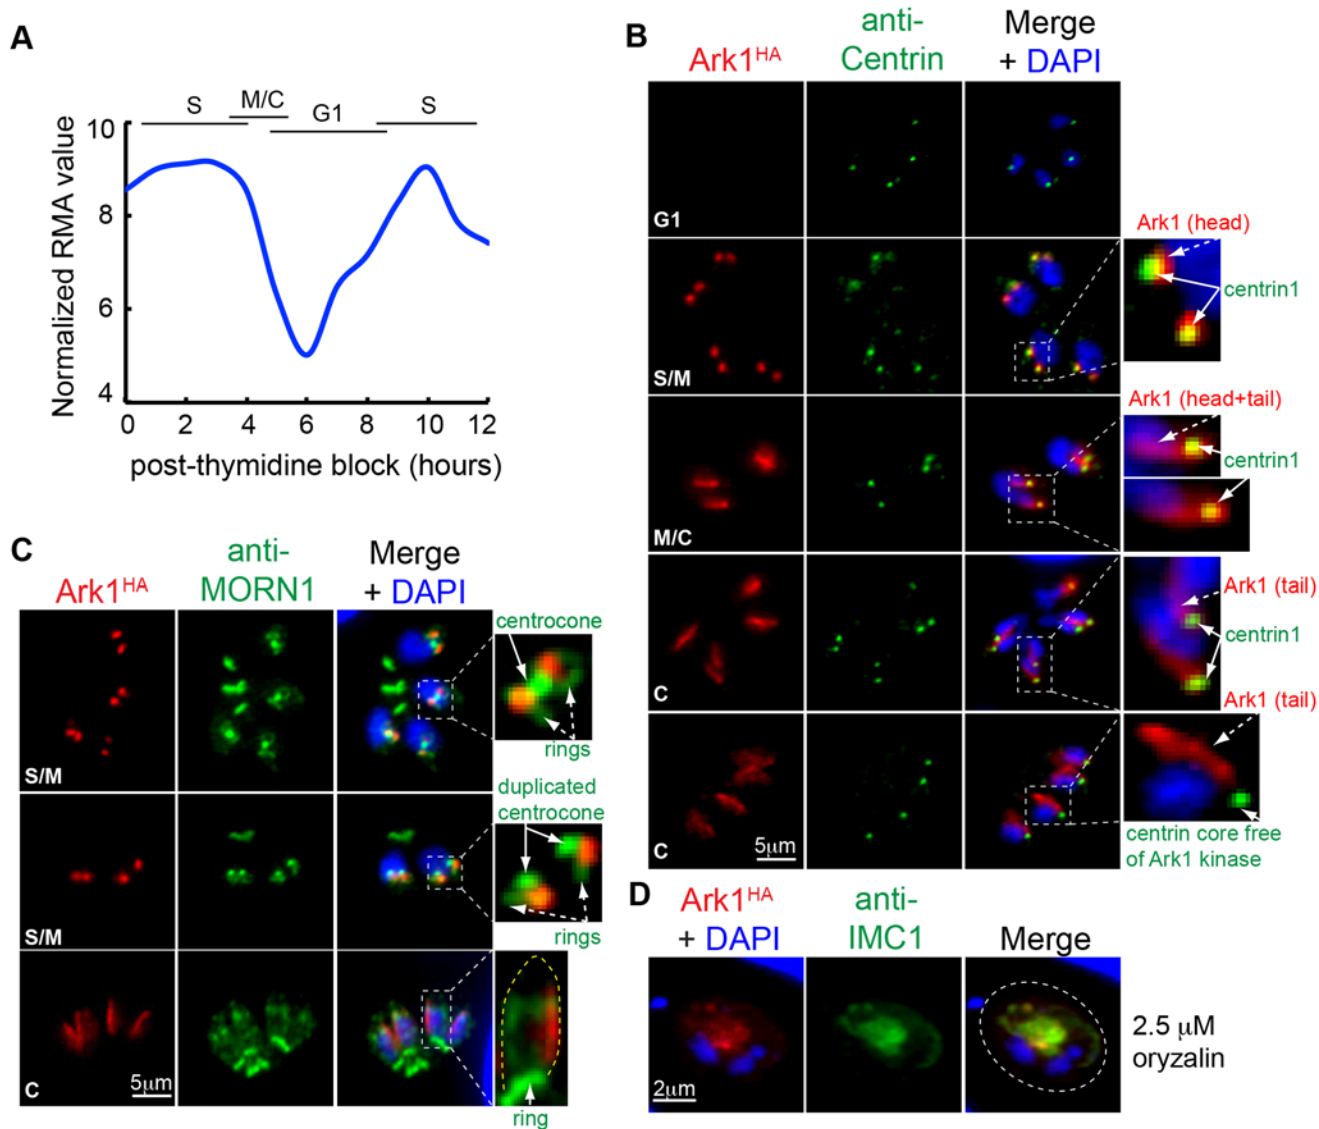 A
S
M/C
G1
S
Normalized RMA value
10
8
6
4
0 2 4 6 8 10 12
post-thymidine block (hours)
B
Ark1HA
anti-
Centrin
Merge
+ DAPI
G1
S/M
Ark1 (head)
centrin1
M/C
Ark1 (head+tail)
centrin1
C
Ark1 (tail)
centrin1
Ark1 (tail)
C
5µm
centrin core free
of Ark1 kinase
C
Ark1HA
anti-
MORN1
Merge
+ DAPI
S/M
centrocone
rings
S/M
duplicated
centrocone
rings
C
5µm
ring
D
Ark1HA
+ DAPI
anti-
IMC1
Merge
2µm
2.5 µM
oryzalin